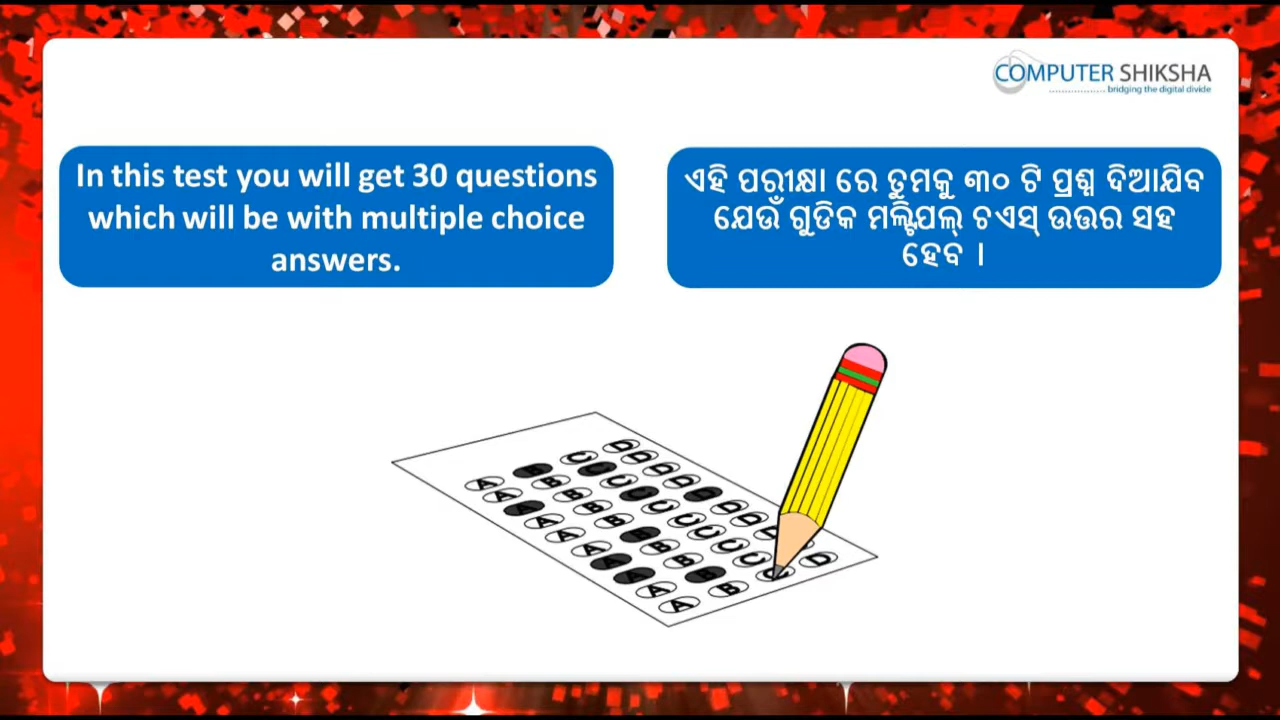 COMPUTER SHIKSHA
bridging the digital divide
In this test you will get 30 questions
which will be with multiple choice
answers.
ଏହି ପରୀକ୍ଷା ରେ ତୁମକୁ ୩୦ ଟି ପ୍ରଶ୍ନ ଦିଆଯିବ
ଯେଉଁ ଗୁଡିକ ମଲ୍ଟିପଲ୍ ଚଏସ୍ ଉତ୍ତର ସହ
ହେବ ।
A B C D
A B C D
A B C D
A B C D
A B C D
A B C D
A B C D
A B C D
A B C D